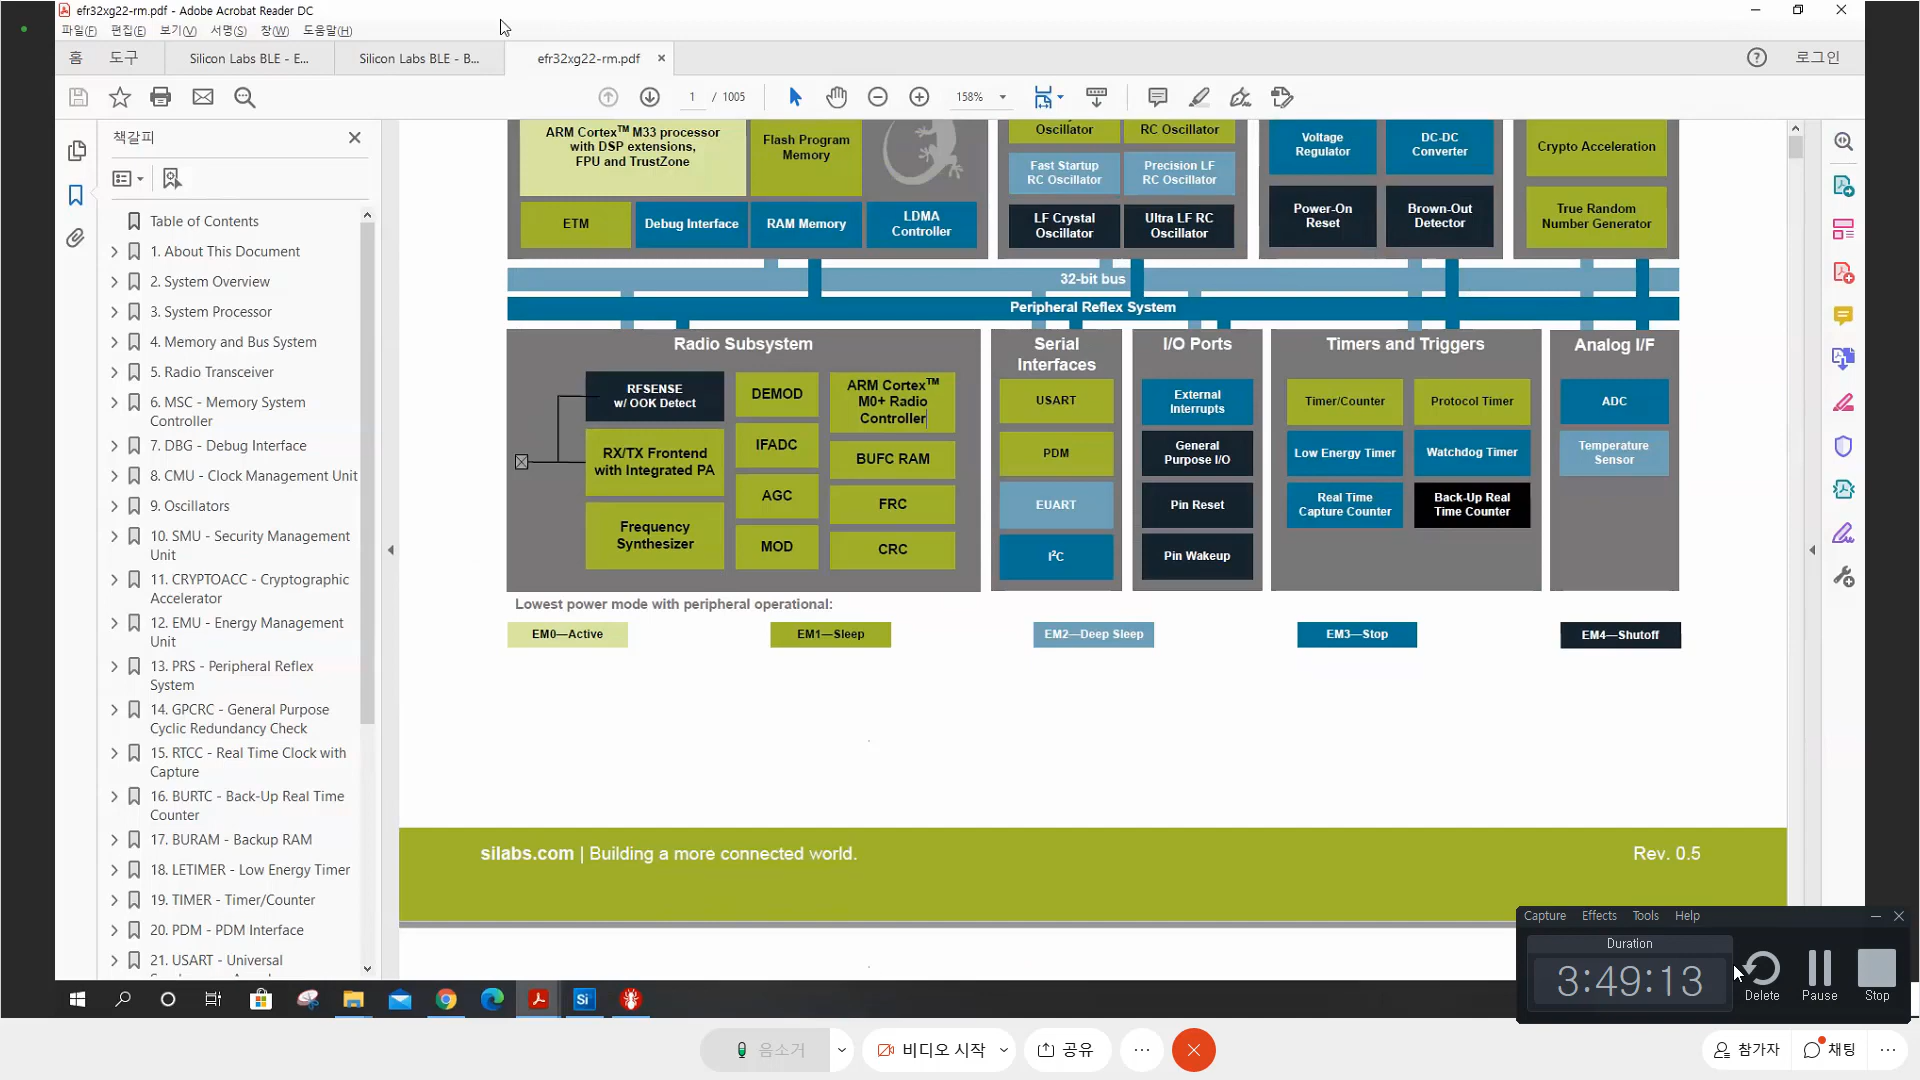 efr32xg22-rm.pdf - Adobe Acrobat Reader DC
파일(F) 편집(E) 보기(V) 서명(S) 창(W) 도움말(H)
홈 도구 Silicon Labs BLE - E... Silicon Labs BLE - B... efr32xg22-rm.pdf × 로그인
1 / 1005 158%
책갈피
Table of Contents
1. About This Document
2. System Overview
3. System Processor
4. Memory and Bus System
5. Radio Transceiver
6. MSC - Memory System
Controller
7. DBG - Debug Interface
8. CMU - Clock Management Unit
9. Oscillators
10. SMU - Security Management
Unit
11. CRYPTOACC - Cryptographic
Accelerator
12. EMU - Energy Management
Unit
13. PRS - Peripheral Reflex
System
14. GPCRC - General Purpose
Cyclic Redundancy Check
15. RTCC - Real Time Clock with
Capture
16. BURTC - Back-Up Real Time
Counter
17. BURAM - Backup RAM
18. LETIMER - Low Energy Timer
19. TIMER - Timer/Counter
20. PDM - PDM Interface
21. USART - Universal
ARM Cortex™ M33 processor
with DSP extensions,
FPU and TrustZone
Flash Program
Memory
ETM
Debug Interface
RAM Memory
LDMA
Controller
Oscillator
RC Oscillator
Fast Startup
RC Oscillator
Precision LF
RC Oscillator
LF Crystal
Oscillator
Ultra LF RC
Oscillator
Voltage
Regulator
DC-DC
Converter
Power-On
Reset
Brown-Out
Detector
Crypto Acceleration
True Random
Number Generator
32-bit bus
Peripheral Reflex System
Radio Subsystem
RFSENSE
w/ OOK Detect
RX/TX Frontend
with Integrated PA
Frequency
Synthesizer
DEMOD
IFADC
AGC
MOD
ARM Cortex™
M0+ Radio
Controller
BUFC RAM
FRC
CRC
Serial
Interfaces
USART
PDM
EUART
I²C
I/O Ports
External
Interrupts
General
Purpose I/O
Pin Reset
Pin Wakeup
Timers and Triggers
Timer/Counter
Protocol Timer
Low Energy Timer
Watchdog Timer
Real Time
Capture Counter
Back-Up Real
Time Counter
Analog I/F
ADC
Temperature
Sensor
Lowest power mode with peripheral operational:
EM0—Active
EM1—Sleep
EM2—Deep Sleep
EM3—Stop
EM4—Shutoff
silabs.com | Building a more connected world.
Rev. 0.5
Capture Effects Tools Help
Duration
3:49:13
Delete Pause Stop
Si
음소거 비디오 시작 공유 참가자 채팅